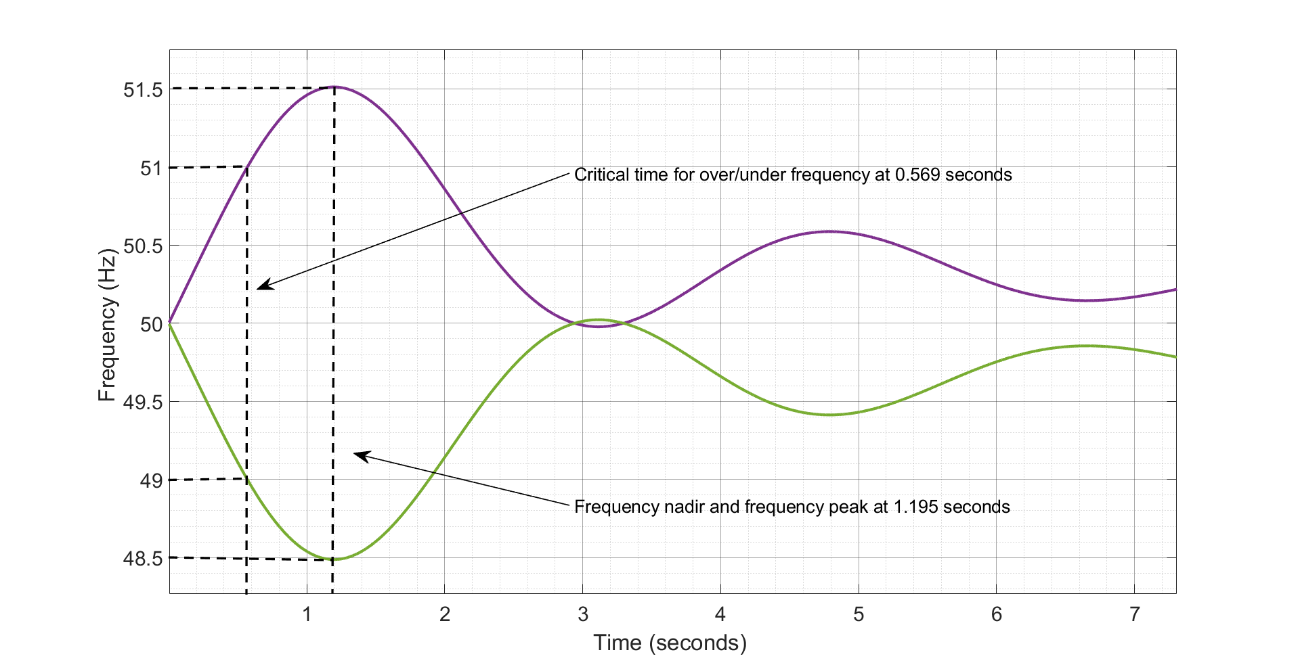 51.5
51
Critical time for over/under frequency at 0.569 seconds
50.5
Frequency (Hz)
50
49.5
49
Frequency nadir and frequency peak at 1.195 seconds
48.5
1 2 3 4 5 6 7
Time (seconds)